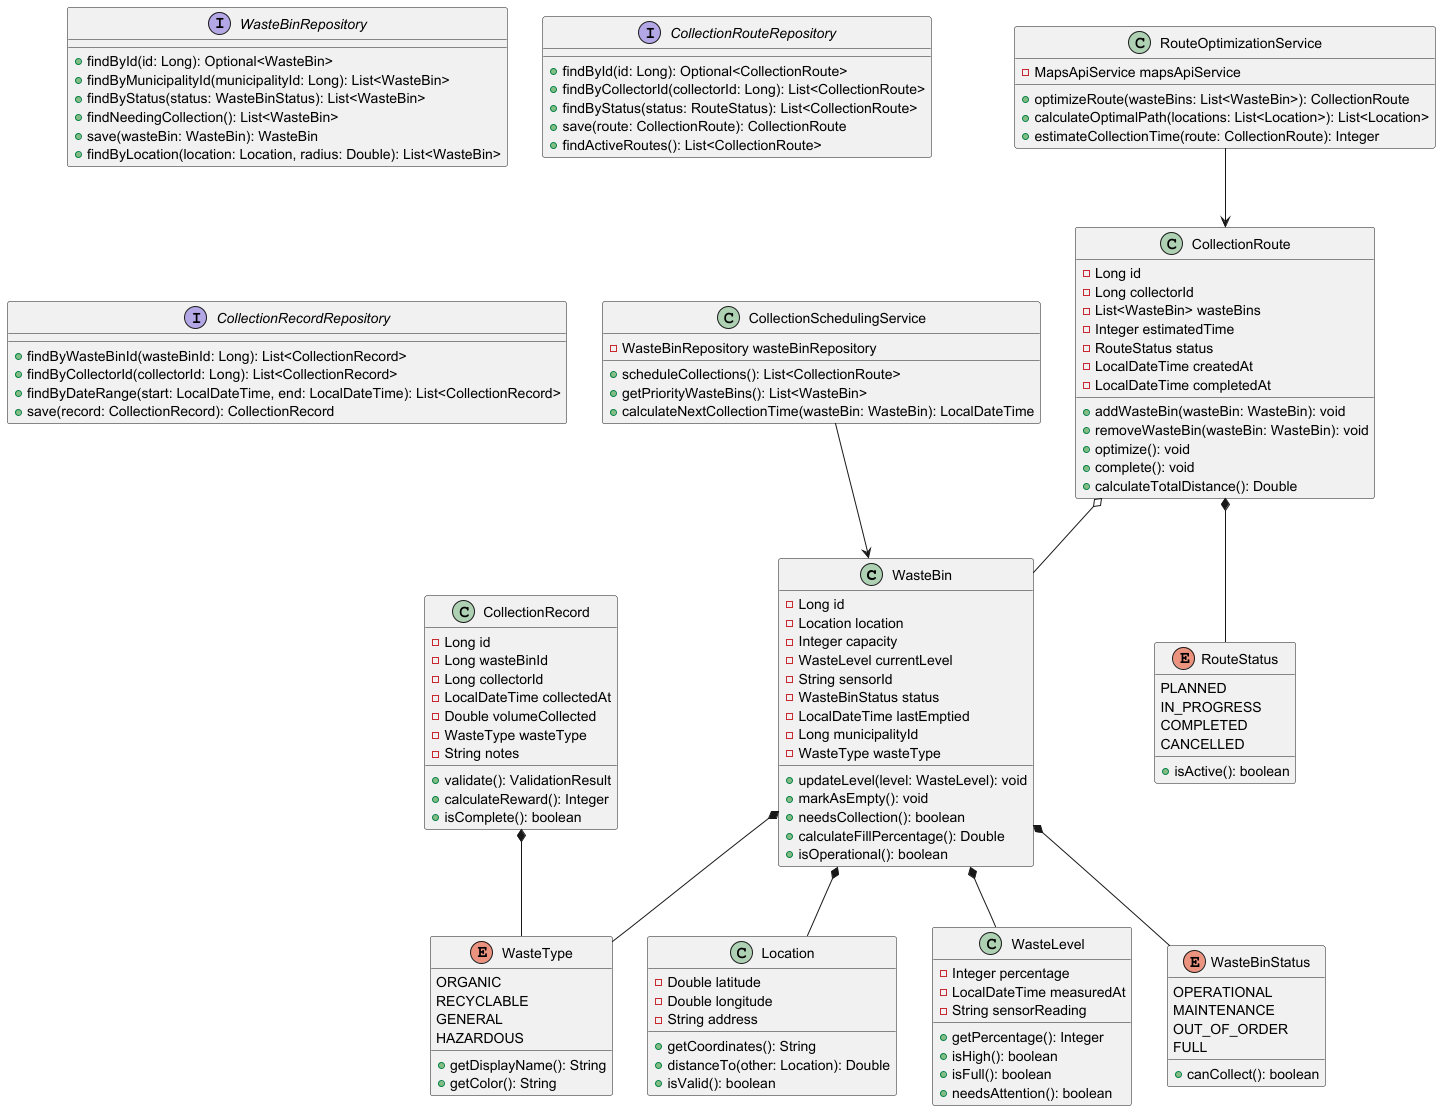 I WasteBinRepository
findById(id: Long): Optional<WasteBin>
findByMunicipalityId(municipalityId: Long): List<WasteBin>
findByStatus(status: WasteBinStatus): List<WasteBin>
findNeedingCollection(): List<WasteBin>
save(wasteBin: WasteBin): WasteBin
findByLocation(location: Location, radius: Double): List<WasteBin>
I CollectionRouteRepository
findById(id: Long): Optional<CollectionRoute>
findByCollectorId(collectorId: Long): List<CollectionRoute>
findByStatus(status: RouteStatus): List<CollectionRoute>
save(route: CollectionRoute): CollectionRoute
findActiveRoutes(): List<CollectionRoute>
C RouteOptimizationService
MapsApiService mapsApiService
optimizeRoute(wasteBins: List<WasteBin>): CollectionRoute
calculateOptimalPath(locations: List<Location>): List<Location>
estimateCollectionTime(route: CollectionRoute): Integer
I CollectionRecordRepository
findByWasteBinId(wasteBinId: Long): List<CollectionRecord>
findByCollectorId(collectorId: Long): List<CollectionRecord>
findByDateRange(start: LocalDateTime, end: LocalDateTime): List<CollectionRecord>
save(record: CollectionRecord): CollectionRecord
C CollectionSchedulingService
WasteBinRepository wasteBinRepository
scheduleCollections(): List<CollectionRoute>
getPriorityWasteBins(): List<WasteBin>
calculateNextCollectionTime(wasteBin: WasteBin): LocalDateTime
C CollectionRoute
Long id
Long collectorId
List<WasteBin> wasteBins
Integer estimatedTime
RouteStatus status
LocalDateTime createdAt
LocalDateTime completedAt
addWasteBin(wasteBin: WasteBin): void
removeWasteBin(wasteBin: WasteBin): void
optimize(): void
complete(): void
calculateTotalDistance(): Double
C CollectionRecord
Long id
Long wasteBinId
Long collectorId
LocalDateTime collectedAt
Double volumeCollected
WasteType wasteType
String notes
validate(): ValidationResult
calculateReward(): Integer
isComplete(): boolean
C WasteBin
Long id
Location location
Integer capacity
WasteLevel currentLevel
String sensorId
WasteBinStatus status
LocalDateTime lastEmptied
Long municipalityId
WasteType wasteType
updateLevel(level: WasteLevel): void
markAsEmpty(): void
needsCollection(): boolean
calculateFillPercentage(): Double
isOperational(): boolean
E RouteStatus
PLANNED
IN_PROGRESS
COMPLETED
CANCELLED
isActive(): boolean
E WasteType
ORGANIC
RECYCLABLE
GENERAL
HAZARDOUS
getDisplayName(): String
getColor(): String
C Location
Double latitude
Double longitude
String address
getCoordinates(): String
distanceTo(other: Location): Double
isValid(): boolean
C WasteLevel
Integer percentage
LocalDateTime measuredAt
String sensorReading
getPercentage(): Integer
isHigh(): boolean
isFull(): boolean
needsAttention(): boolean
E WasteBinStatus
OPERATIONAL
MAINTENANCE
OUT_OF_ORDER
FULL
canCollect(): boolean